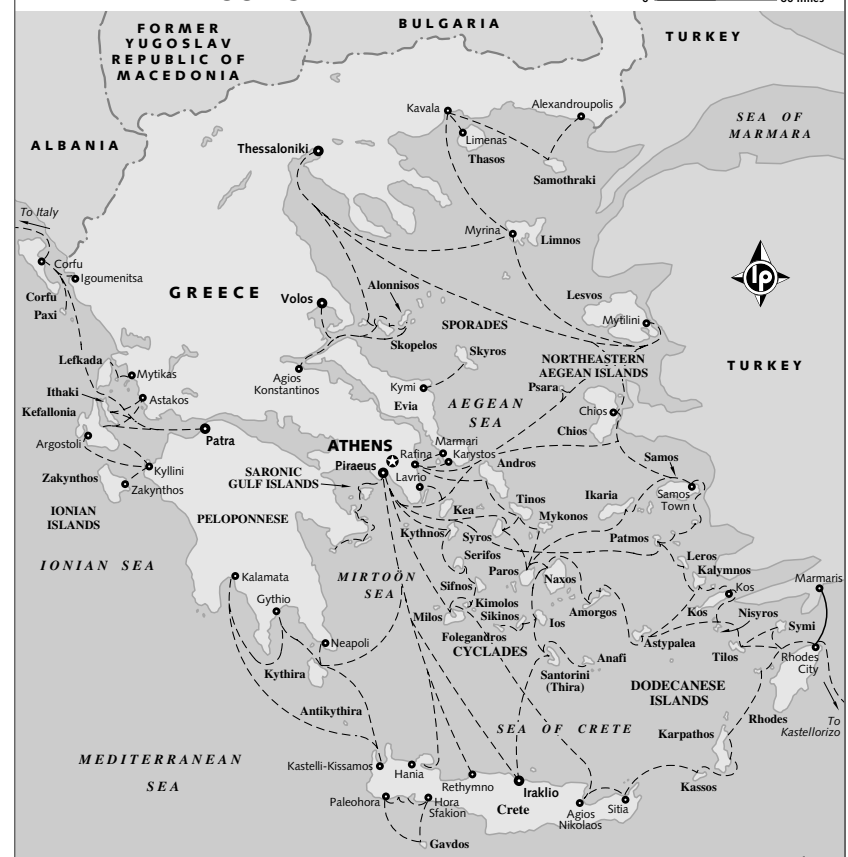 50 miles
FORMER
YUGOSLAV
REPUBLIC OF
MACEDONIA
BULGARIA
TURKEY
ALBANIA
SEA OF
MARMARA
Kavala
Alexandroupolis
Limenas
Thasos
Samothraki
Thessaloniki
To Italy
Myrina
Limnos
lp
Corfu
Igoumenitsa
Corfu
Paxi
GREECE
Volos
Alonnisos
Lesvos
Mytilini
SPORADES
Skopelos
Skyros
NORTHEASTERN
AEGEAN ISLANDS
TURKEY
Lefkada
Mytikas
Agios
Konstantinos
Kymi
Evia
Psara
Ithaki
Astakos
Kefallonia
AEGEAN
SEA
Chios
Chios
Argostoli
Patra
ATHENS
Piraeus
Rafina
Marmari
Karystos
Lavrio
Andros
Samos
Samos
Town
Kyllini
Zakynthos
Zakynthos
SARONIC
GULF ISLANDS
IONIAN
ISLANDS
PELOPONNESE
Kea
Tinos
Mykonos
Ikaria
Kythnos
Syros
Patmos
Serifos
Paros
Naxos
Leros
Kalymnos
IONIAN SEA
Kalamata
MIRTOÖN
SEA
Sifnos
Kimolos
Sikinos
Amorgos
Kos
Kos
Marmaris
Gythio
Milos
Ios
Nisyros
Symi
Folegandros
CYCLADES
Astypalea
Neapoli
Anafi
Tilos
Rhodes
City
Kythira
Santorini
(Thira)
DODECANESE
ISLANDS
Antikythira
SEA OF CRETE
Rhodes
To
Kastellorizo
Karpathos
MEDITERRANEAN
SEA
Kastelli-Kissamos
Hania
Rethymno
Iraklio
Kassos
Paleohora
Hora
Sfakion
Crete
Agios
Nikolaos
Sitia
Gavdos